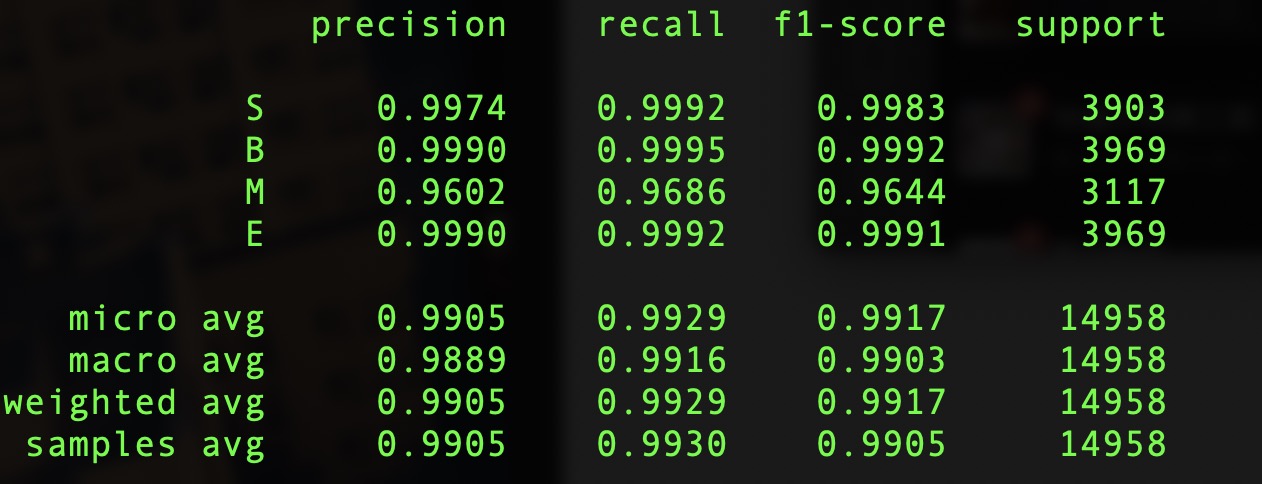 precision recall f1-score support
S 0.9974 0.9992 0.9983 3903
B 0.9990 0.9995 0.9992 3969
M 0.9602 0.9686 0.9644 3117
E 0.9990 0.9992 0.9991 3969
micro avg 0.9905 0.9929 0.9917 14958
macro avg 0.9889 0.9916 0.9903 14958
weighted avg 0.9905 0.9929 0.9917 14958
samples avg 0.9905 0.9930 0.9905 14958